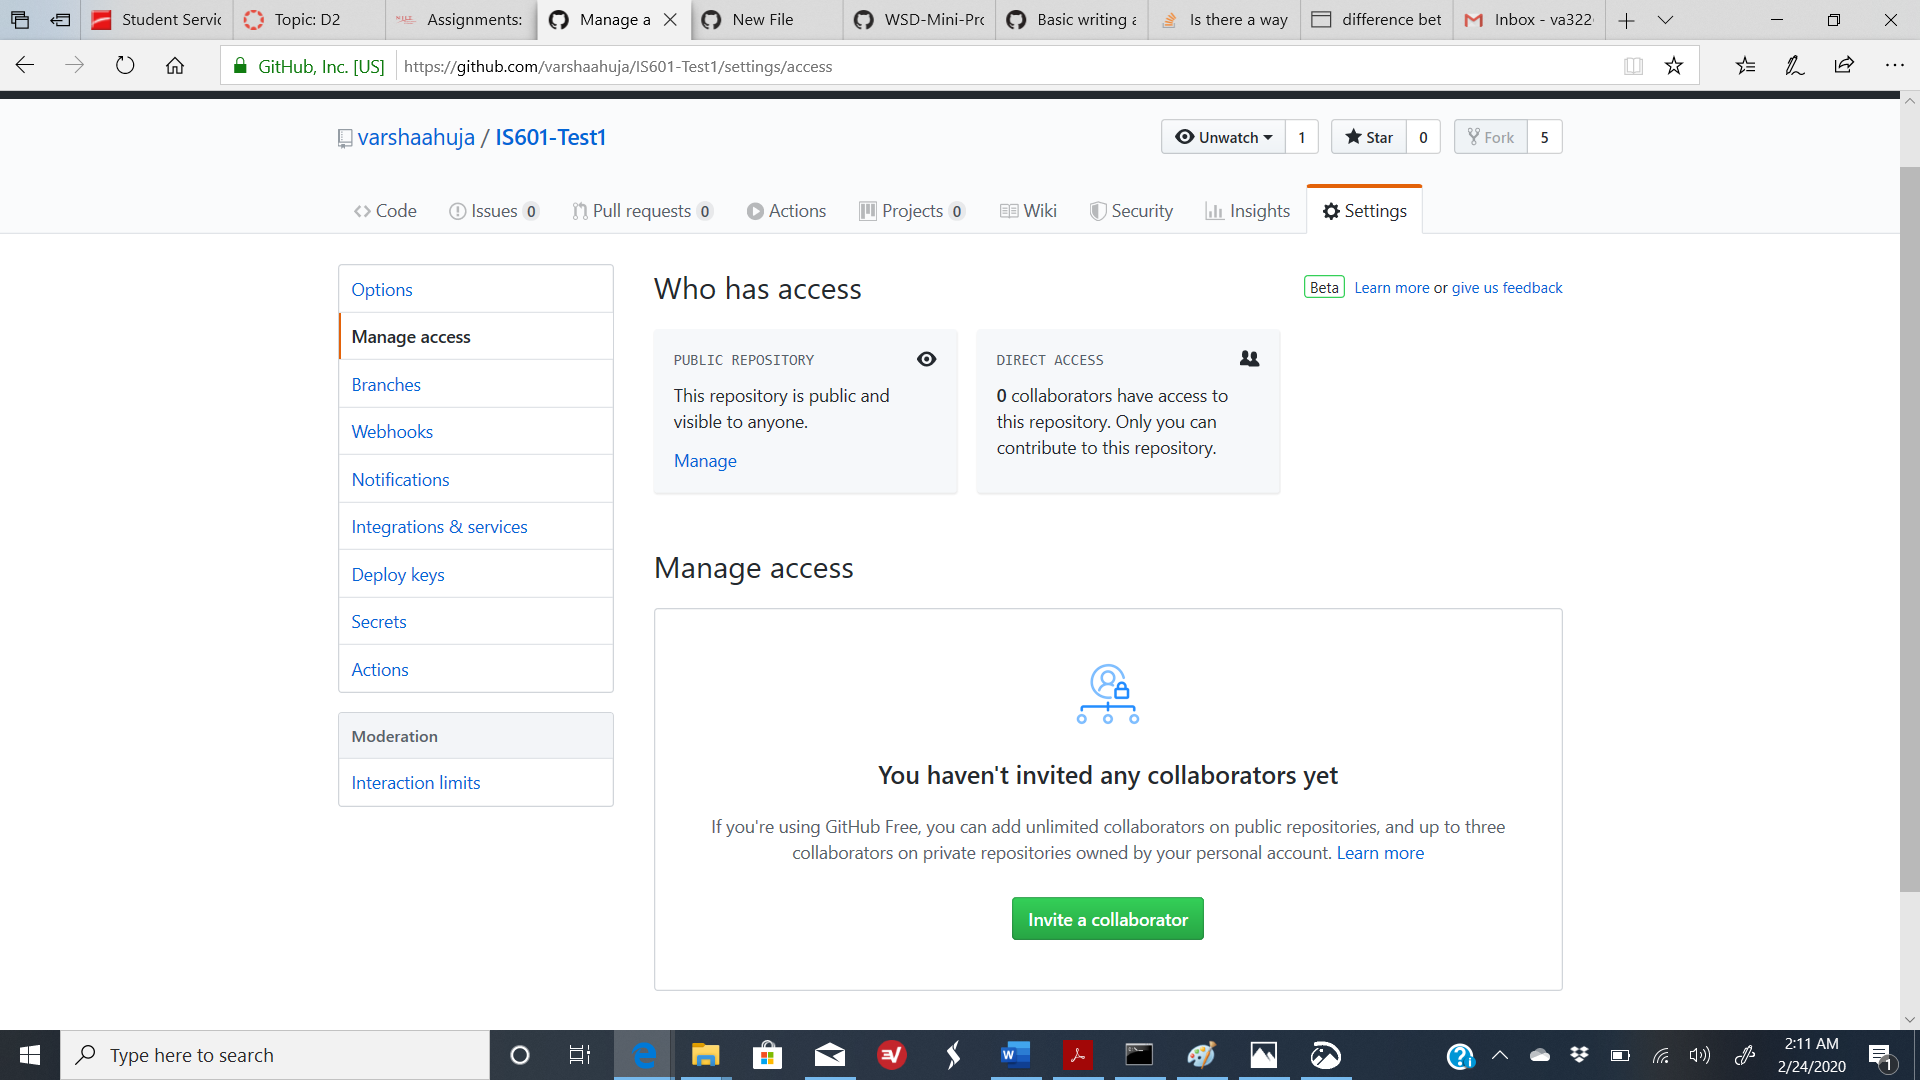 Student Servic
Topic: D2
Assignments:
Manage a
New File
WSD-Mini-Pro
Basic writing a
Is there a way
difference bet
Inbox - va322
GitHub, Inc. [US]
https://github.com/varshaahuja/IS601-Test1/settings/access
varshaahuja / IS601-Test1
Unwatch 1
Star 0
Fork 5
Code
Issues 0
Pull requests 0
Actions
Projects 0
Wiki
Security
Insights
Settings
Options
Manage access
Branches
Webhooks
Notifications
Integrations & services
Deploy keys
Secrets
Actions
Moderation
Interaction limits
Who has access
Beta Learn more or give us feedback
PUBLIC REPOSITORY
This repository is public and
visible to anyone.
Manage
DIRECT ACCESS
0 collaborators have access to
this repository. Only you can
contribute to this repository.
Manage access
You haven't invited any collaborators yet
If you're using GitHub Free, you can add unlimited collaborators on public repositories, and up to three
collaborators on private repositories owned by your personal account. Learn more
Invite a collaborator
Type here to search
2:11 AM
2/24/2020
1